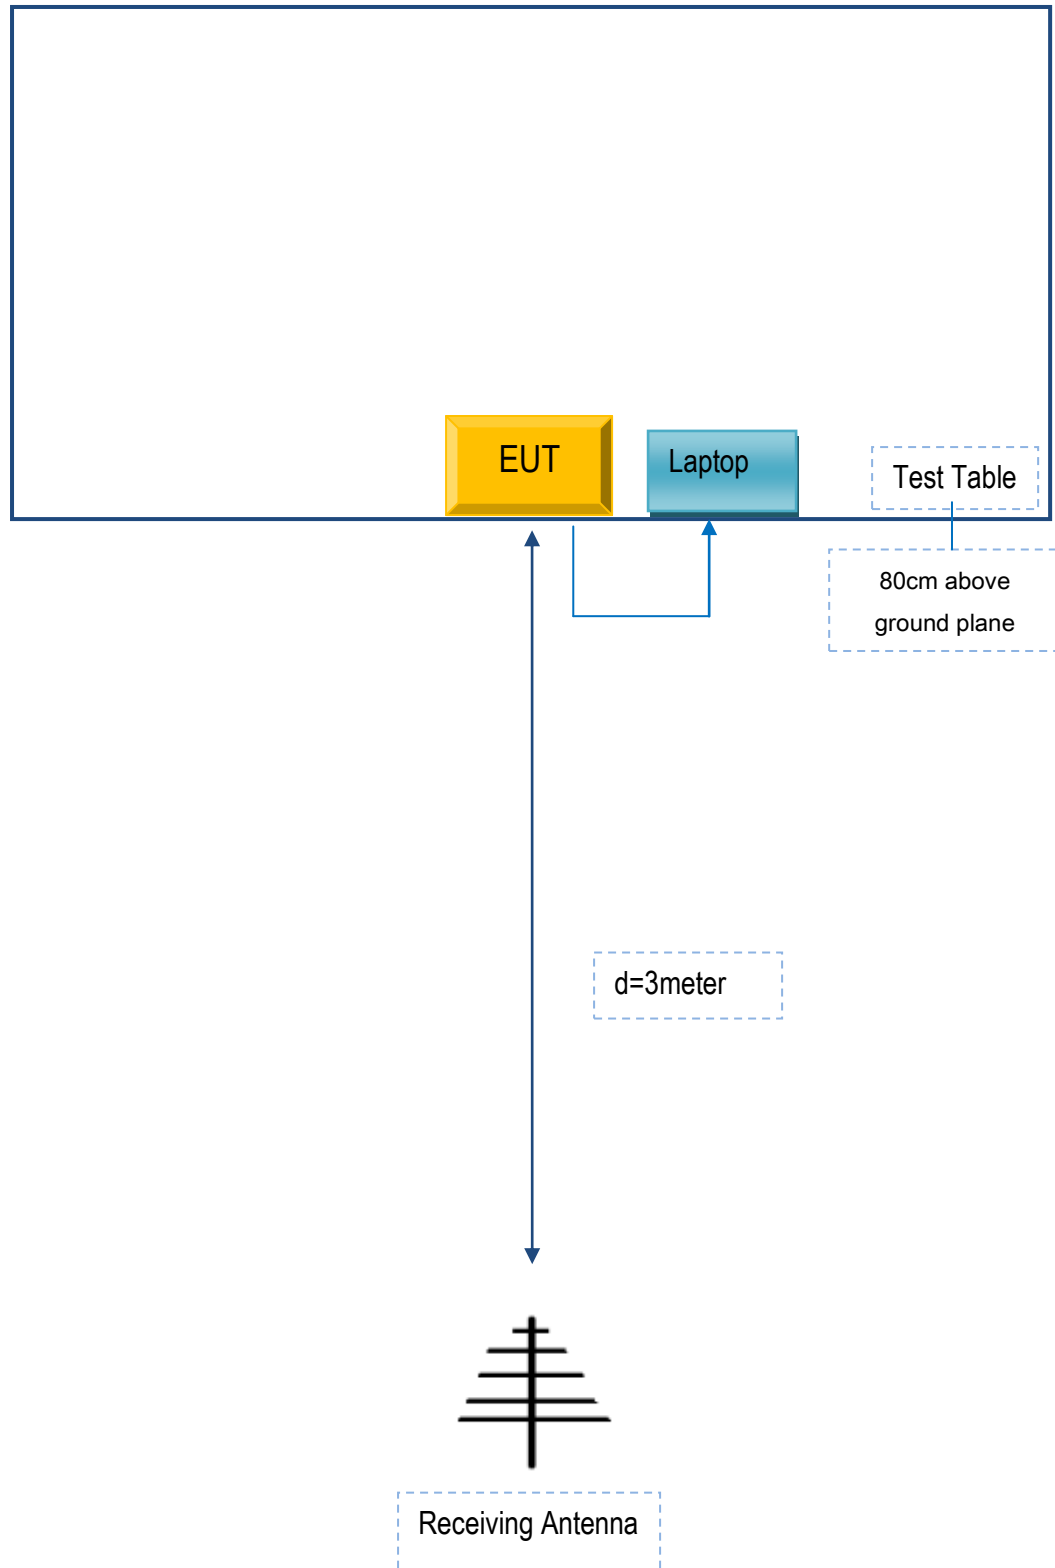 EUT
Laptop
Test Table
80cm above
ground plane
d=3meter
Receiving Antenna